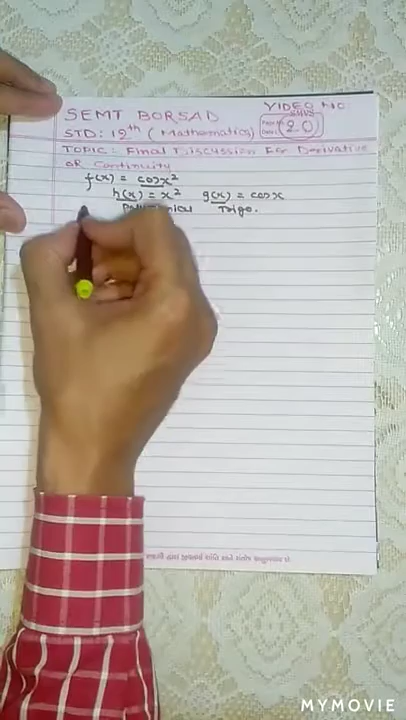 SEMT BORSAD
VIDEO NO
STD: 12th (Mathematics)
20
TOPIC: Final Discussion For Derivative
OR Continuity
f(x) = cosx²
h(x) = x² g(x) = cosx
Trigo.
MYMOVIE